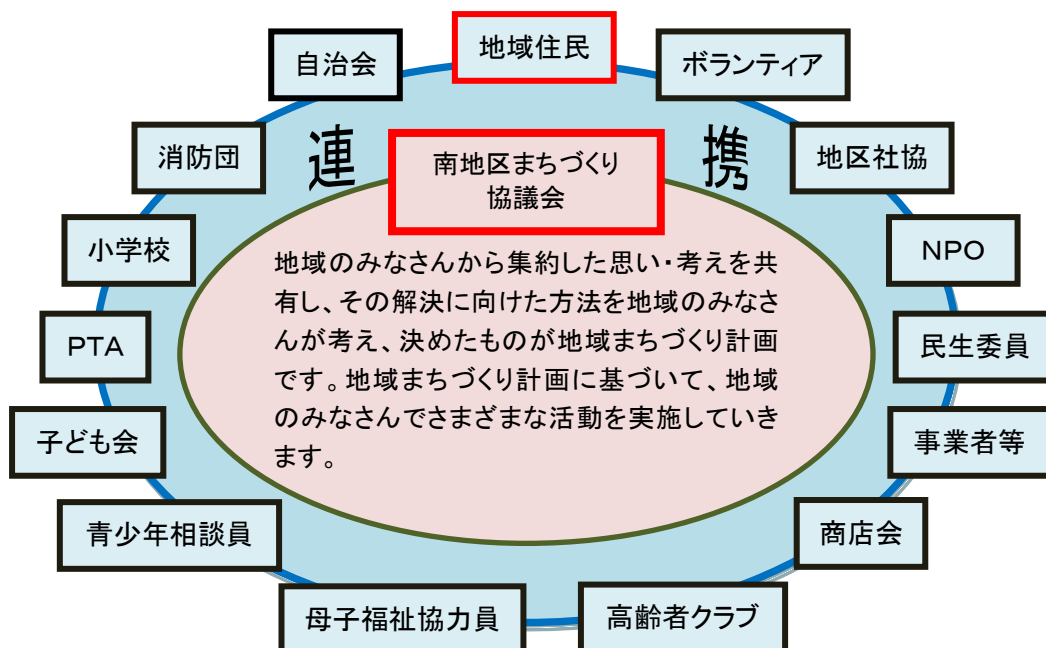 地域住民
自治会
ボランティア
消防団
連
携
地区社協
南地区まちづくり
協議会
小学校
NPO
地域のみなさんから集約した思い・考えを共
有し、その解決に向けた方法を地域のみなさ
んが考え、決めたものが地域まちづくり計画
です。地域まちづくり計画に基づいて、地域
のみなさんでさまざまな活動を実施していき
ます。
PTA
民生委員
子ども会
事業者等
青少年相談員
商店会
母子福祉協力員
高齢者クラブ